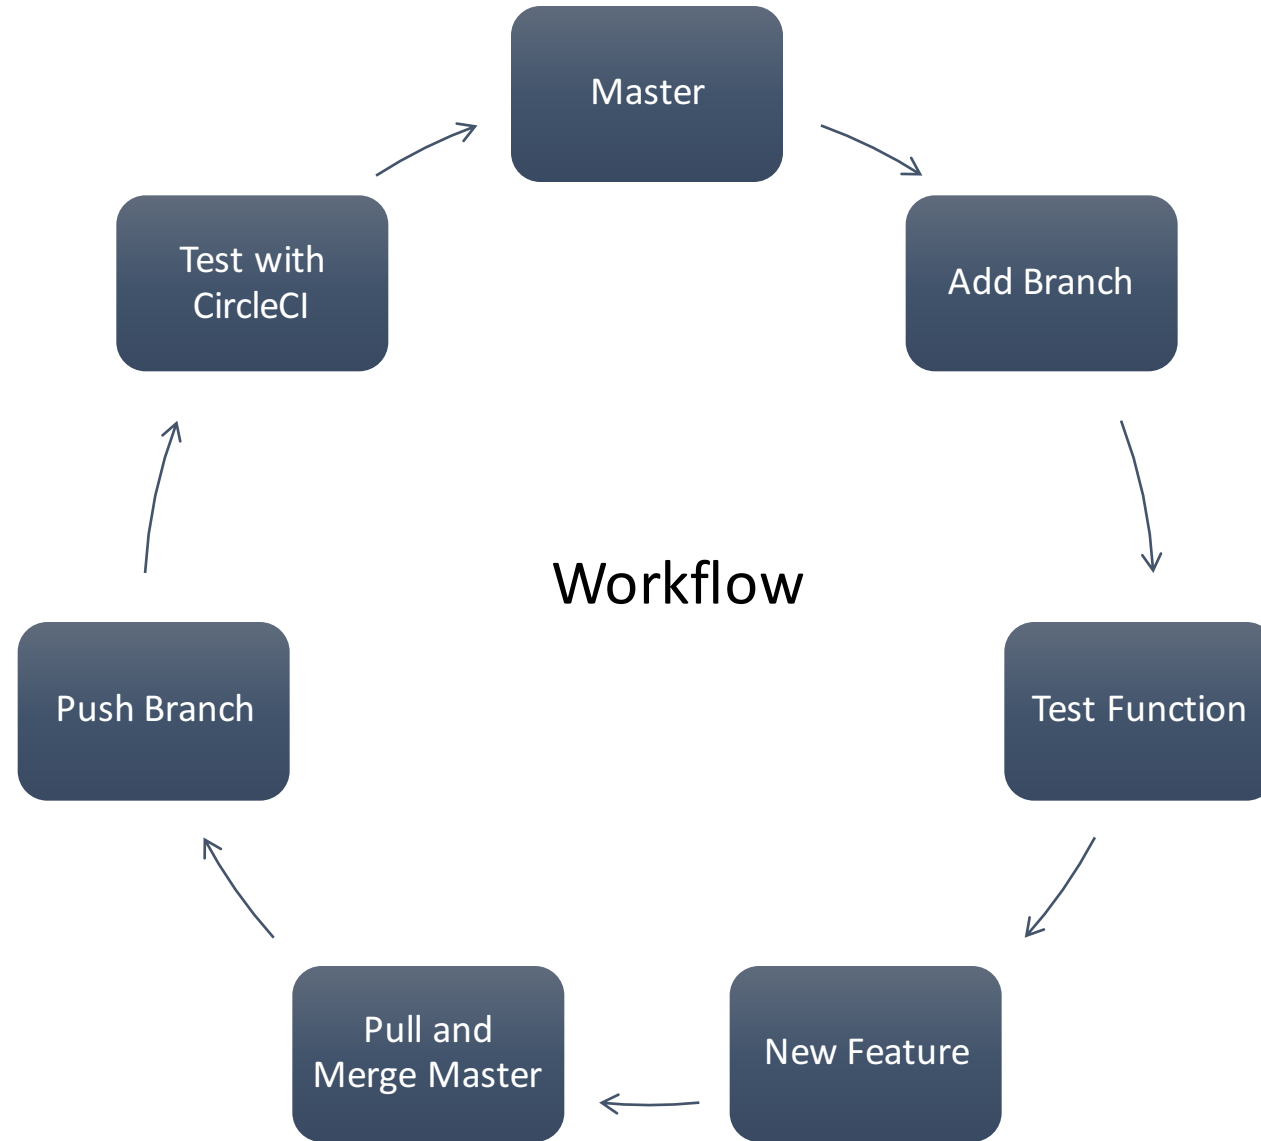 Master
Test with
CircleCI
Add Branch
Workflow
Push Branch
Test Function
Pull and
Merge Master
New Feature